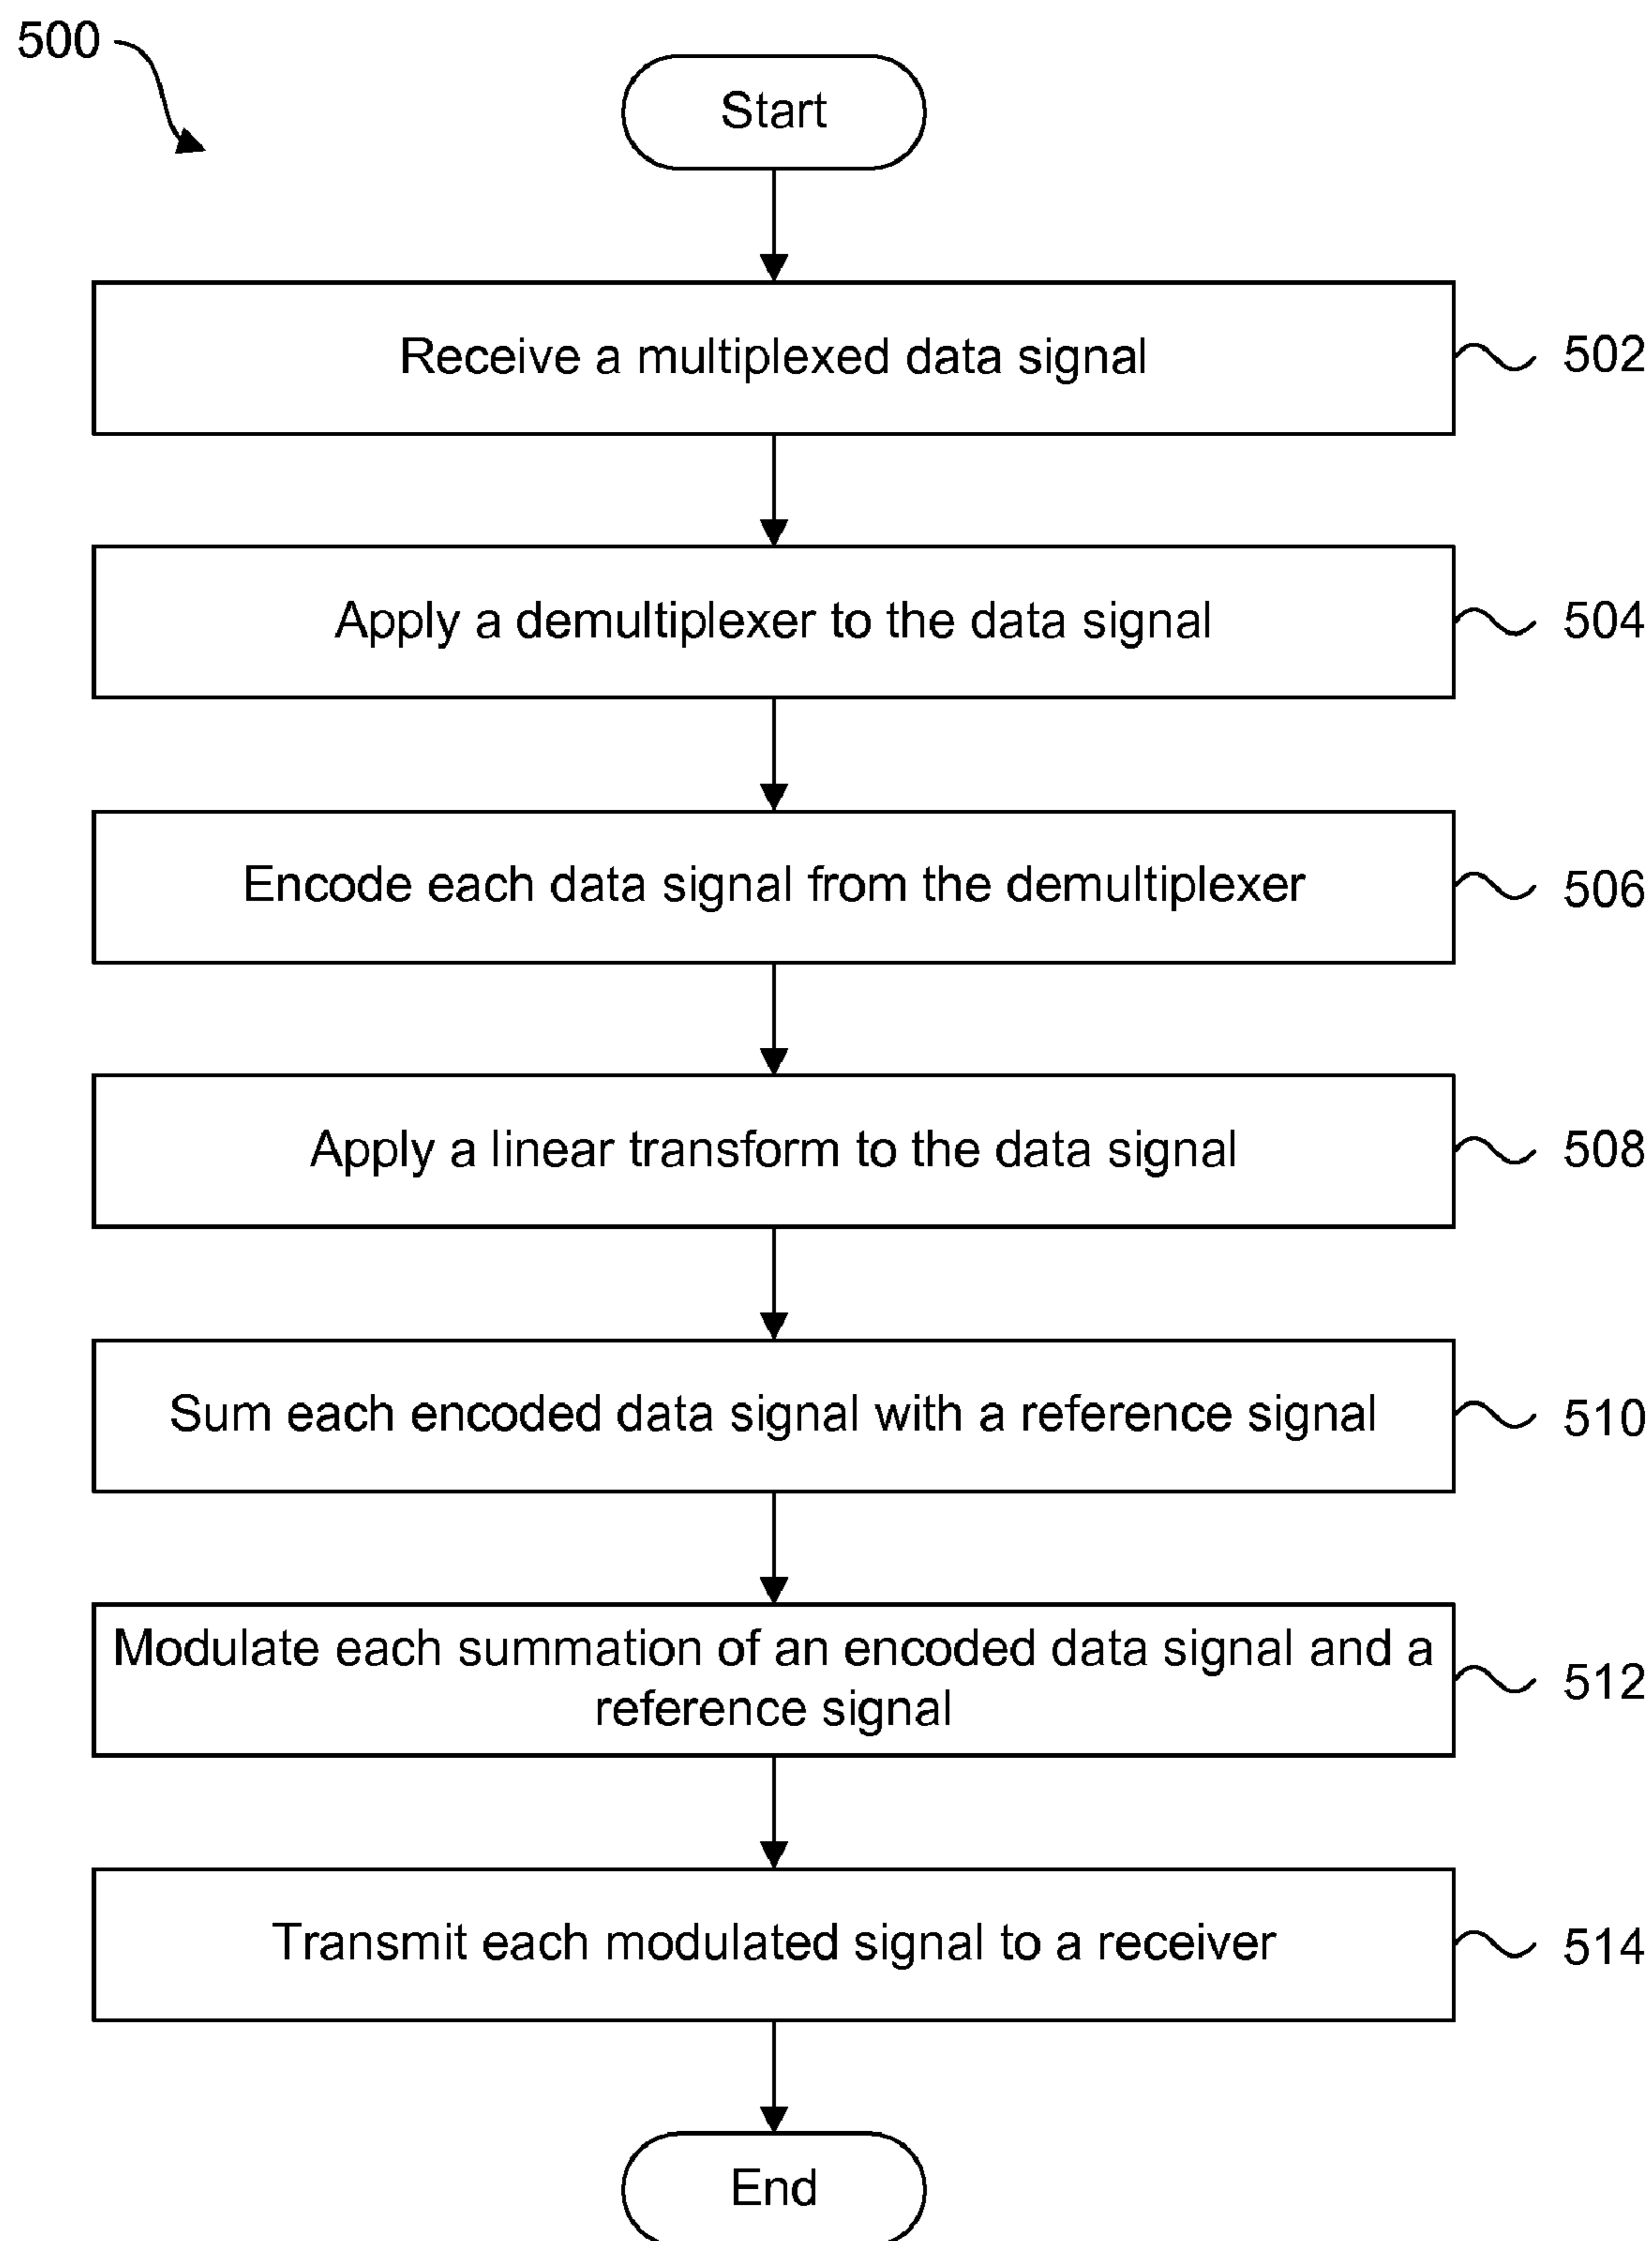 500
Start
Receive a multiplexed data signal
502
Apply a demultiplexer to the data signal
504
Encode each data signal from the demultiplexer
506
Apply a linear transform to the data signal
508
Sum each encoded data signal with a reference signal
510
Modulate each summation of an encoded data signal and a
reference signal
512
Transmit each modulated signal to a receiver
514
End